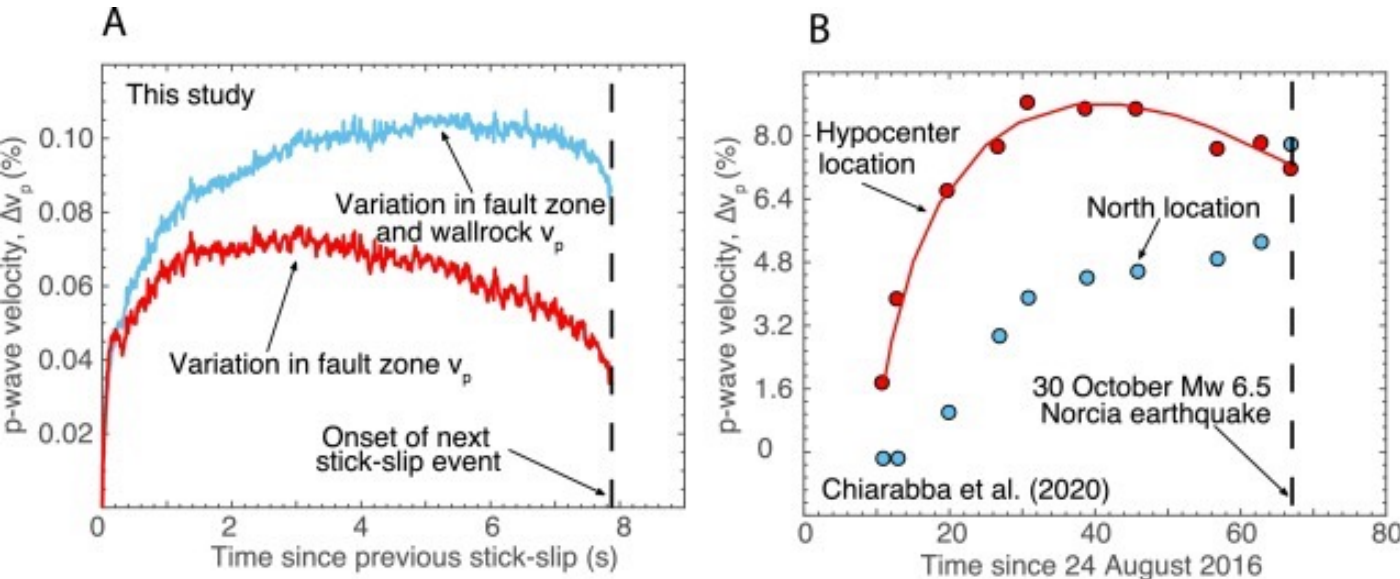 A
This study
p-wave velocity, Δvp (%)
0.10
0.08
0.06
0.04
0.02
Variation in fault zone
and wallrock vp
Variation in fault zone vp
Onset of next
stick-slip event
0 2 4 6 8
Time since previous stick-slip (s)
B
p-wave velocity, Δvp (%)
8.0
6.4
4.8
3.2
1.6
0
Hypocenter
location
North location
30 October Mw 6.5
Norcia earthquake
Chiarabba et al. (2020)
0 20 40 60 80
Time since 24 August 2016